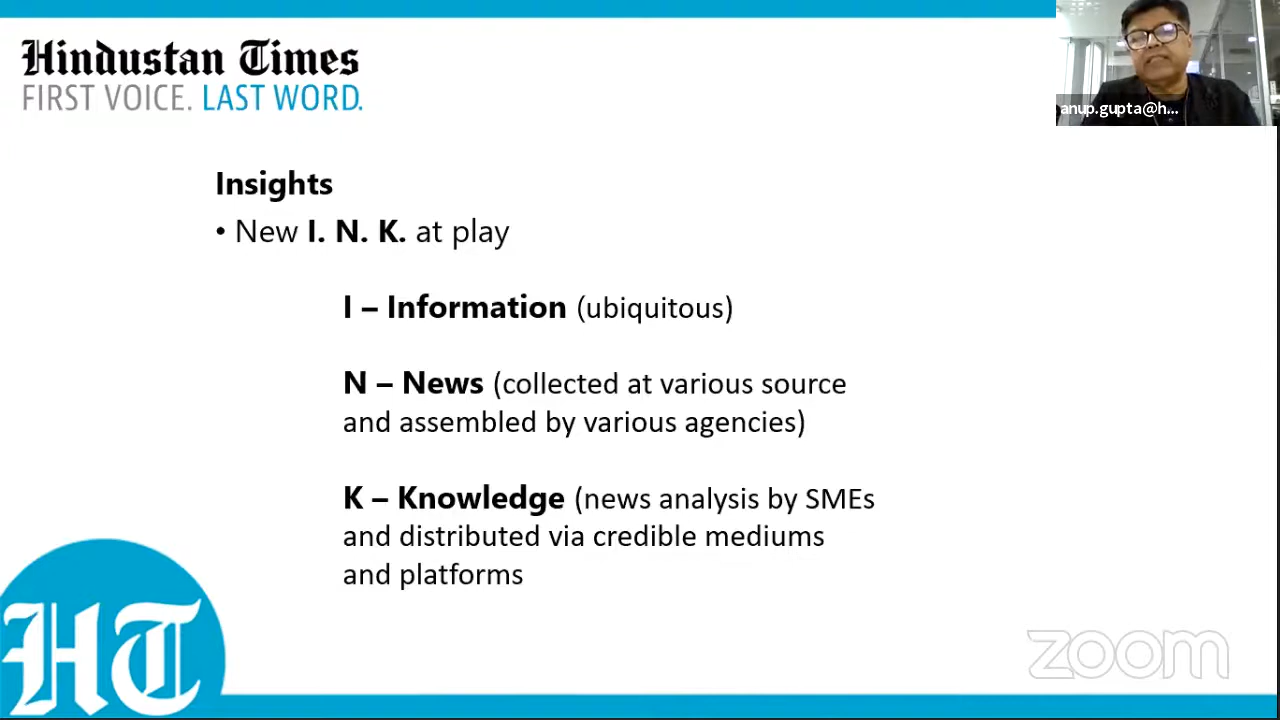 Hindustan Times
FIRST VOICE. LAST WORD.
anup.gupta@h...
Insights
• New I. N. K. at play
I – Information (ubiquitous)
N – News (collected at various source
and assembled by various agencies)
K – Knowledge (news analysis by SMEs
and distributed via credible mediums
and platforms
HT
zoom